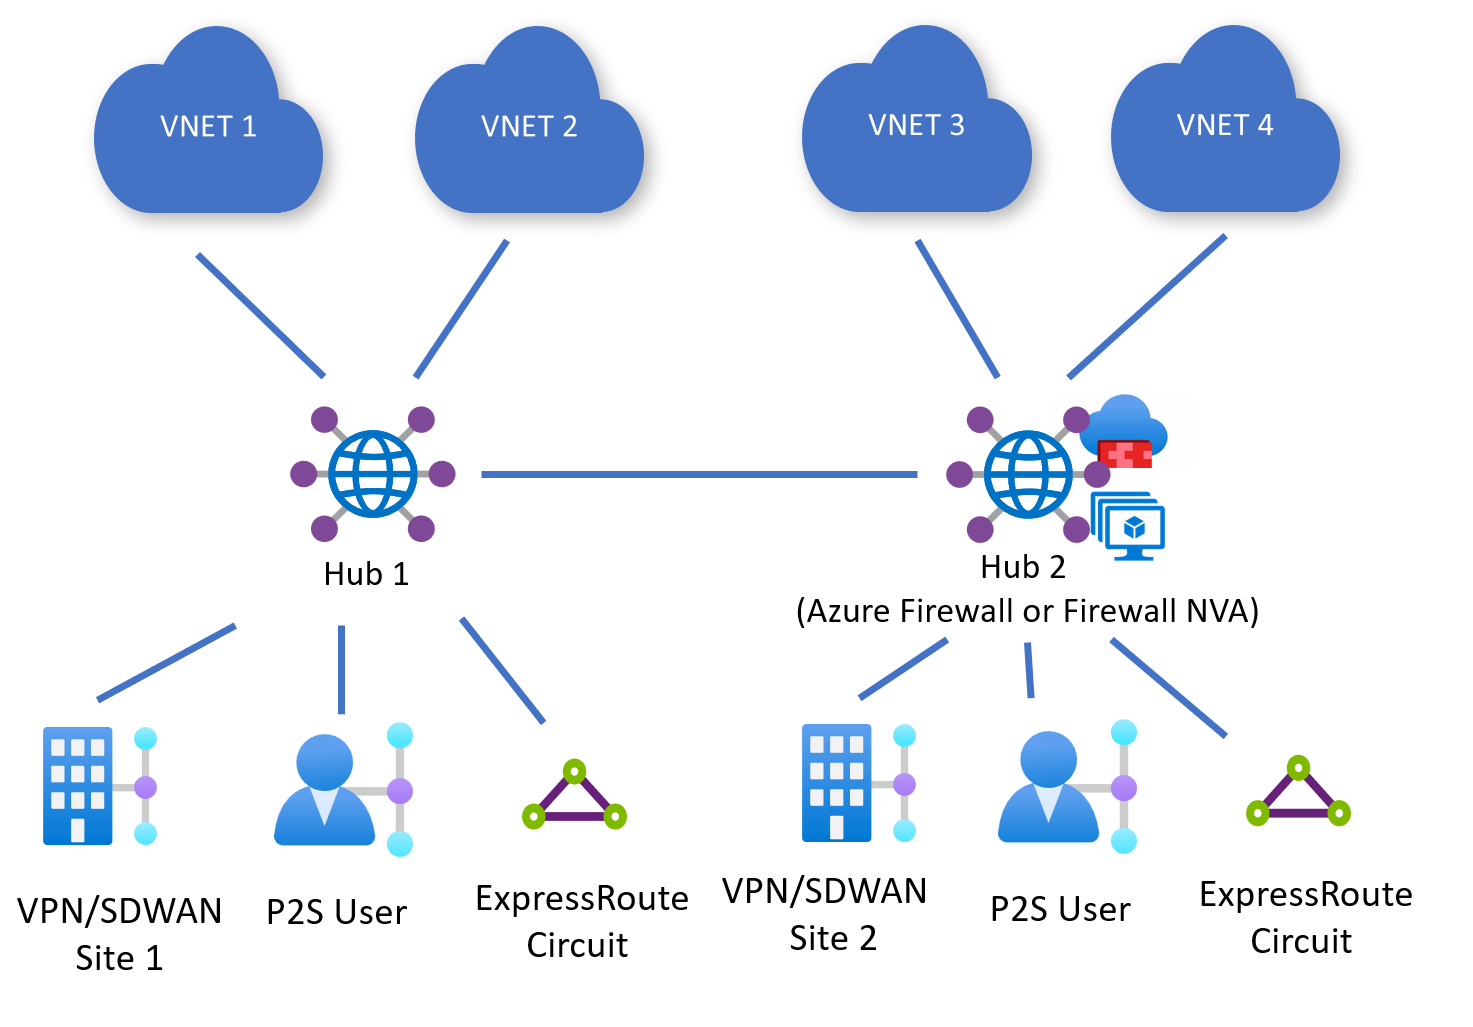 VNET 1
VNET 2
VNET 3
VNET 4
Hub 1
Hub 2
(Azure Firewall or Firewall NVA)
VPN/SDWAN
Site 1
P2S User
ExpressRoute
Circuit
VPN/SDWAN
Site 2
P2S User
ExpressRoute
Circuit